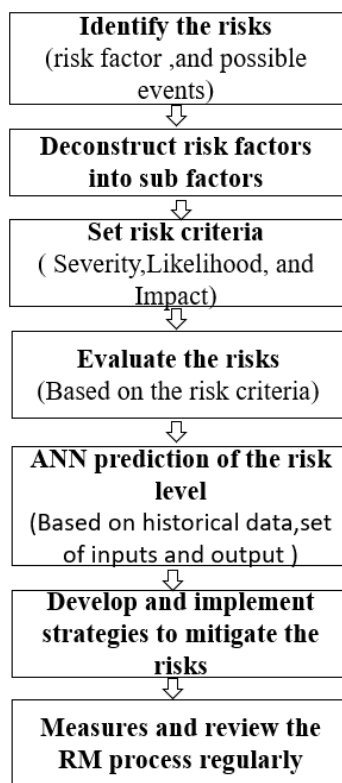 Identify the risks
(risk factor ,and possible
events)
Deconstruct risk factors
into sub factors
Set risk criteria
( Severity,Likelihood, and
Impact)
Evaluate the risks
(Based on the risk criteria)
ANN prediction of the risk
level
(Based on historical data,set
of inputs and output )
Develop and implement
strategies to mitigate the
risks
Measures and review the
RM process regularly